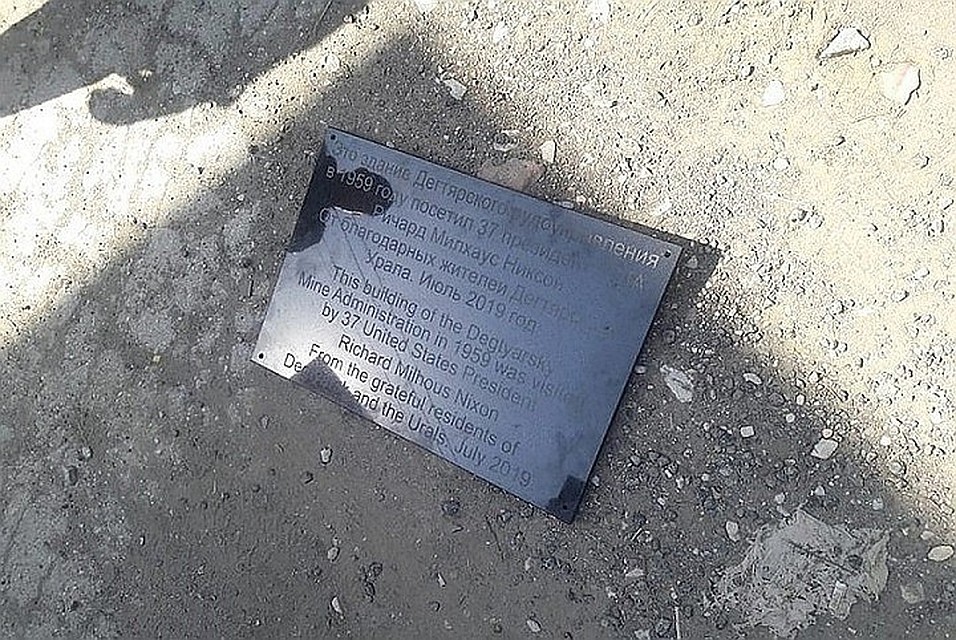 Это здание Дегтярского рудоуправления
в 1959 году посетил 37 президент
Ричард Милхаус Никсон
От благодарных жителей
Урала. Июль 2019 год
This building of the Degtyarsky
Mine Administration in 1959 was visited
by 37 United States President
Richard Milhous Nixon
From the grateful residents of
and the Urals, July 2019